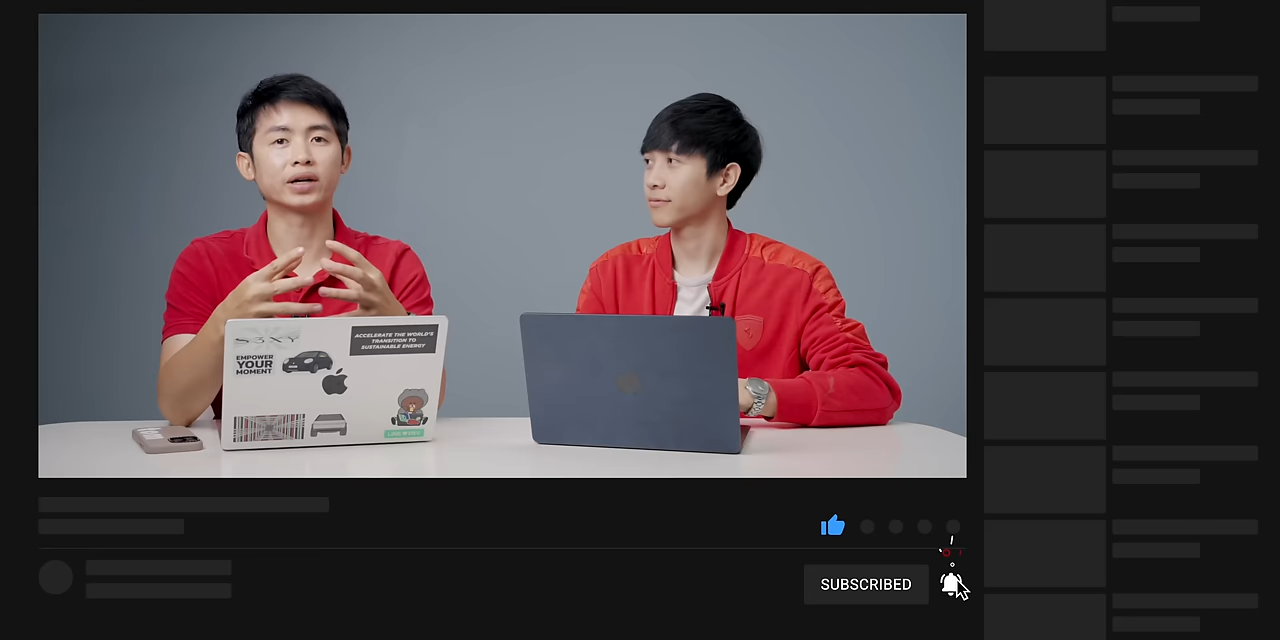 S3XY
ACCELERATE THE WORLD'S
TRANSITION TO
SUSTAINABLE ENERGY
EMPOWER
YOUR
MOMENT
SUBSCRIBED